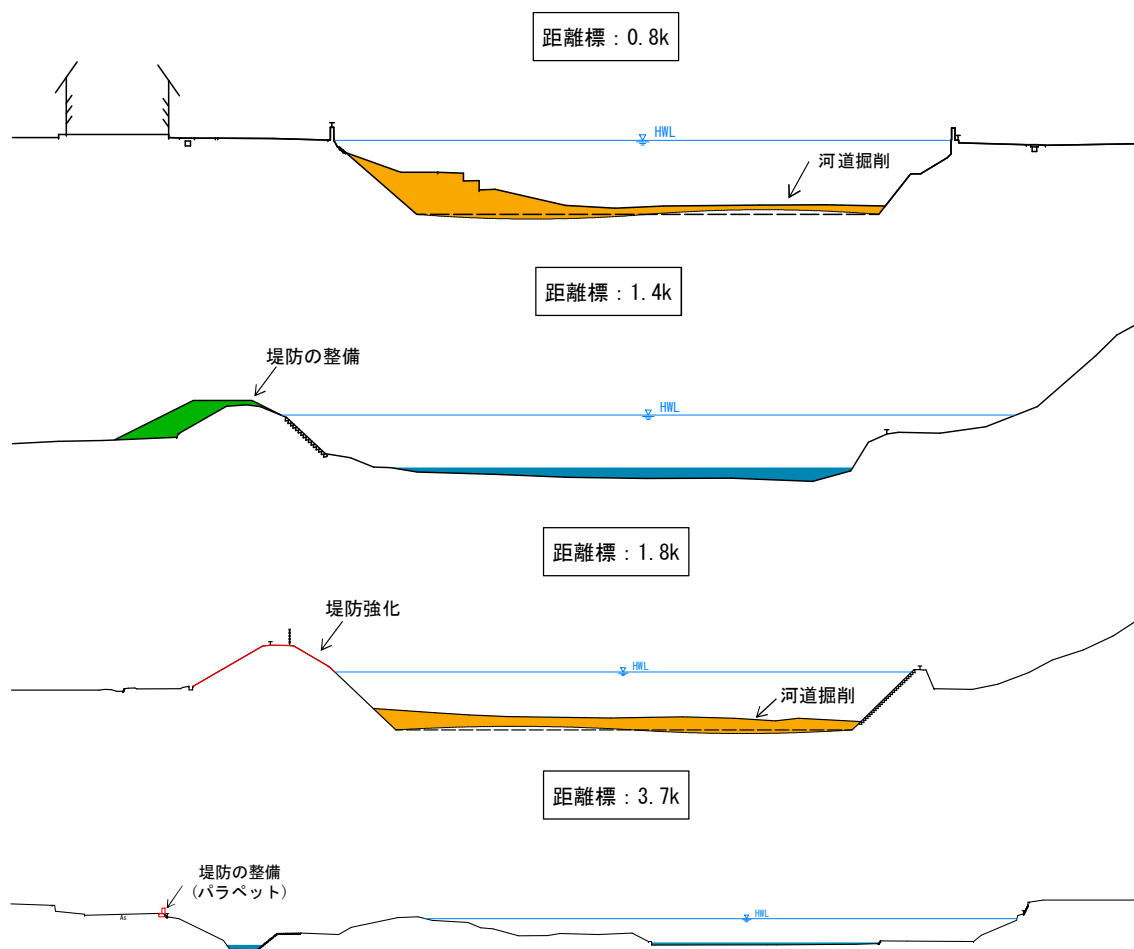 距離標：0.8k
HWL
河道掘削
距離標：1.4k
堤防の整備
HWL
距離標：1.8k
堤防強化
HWL
河道掘削
距離標：3.7k
堤防の整備
(パラペット)
As
HWL